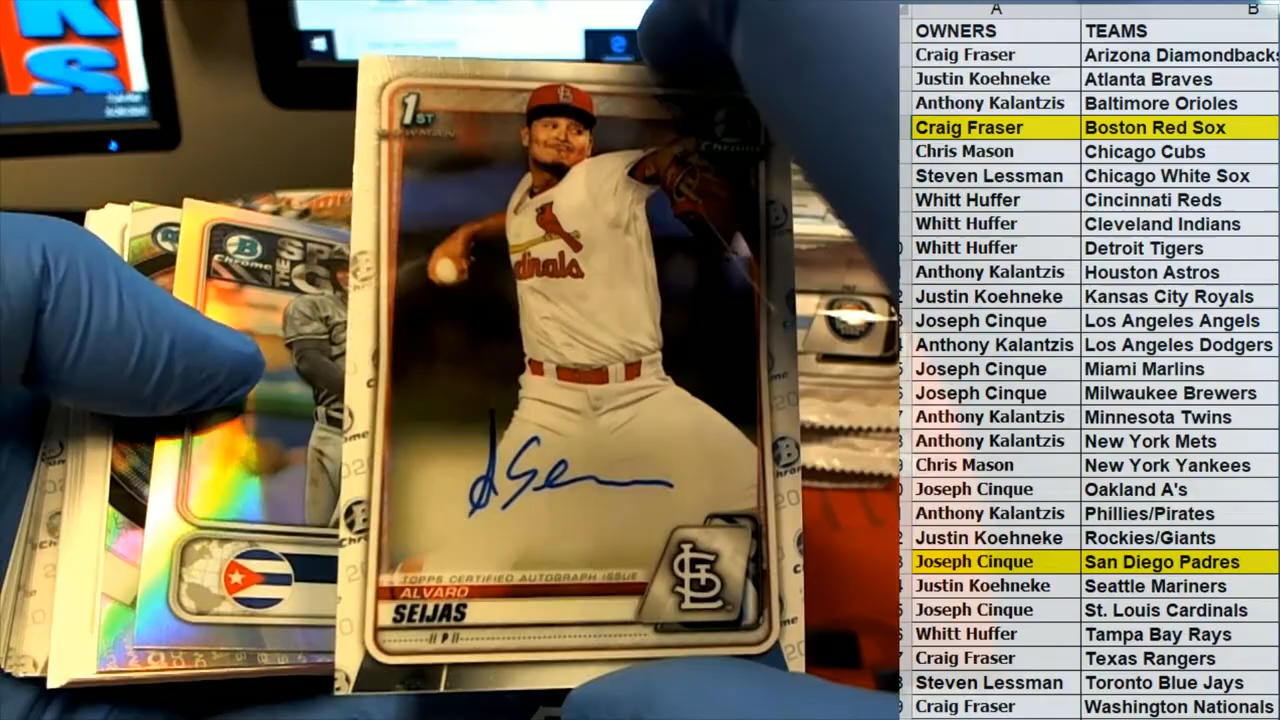 KS
1ST
BOWMAN
Chrome
B
Chrome
THE
Cardinals
TOPPS CERTIFIED AUTOGRAPH ISSUE
ALVARO
SEIJAS
P
STL
A B
OWNERS TEAMS
Craig Fraser Arizona Diamondbacks
Justin Koehneke Atlanta Braves
Anthony Kalantzis Baltimore Orioles
Craig Fraser Boston Red Sox
Chris Mason Chicago Cubs
Steven Lessman Chicago White Sox
Whitt Huffer Cincinnati Reds
Whitt Huffer Cleveland Indians
Whitt Huffer Detroit Tigers
Anthony Kalantzis Houston Astros
Justin Koehneke Kansas City Royals
Joseph Cinque Los Angeles Angels
Anthony Kalantzis Los Angeles Dodgers
Joseph Cinque Miami Marlins
Joseph Cinque Milwaukee Brewers
Anthony Kalantzis Minnesota Twins
Anthony Kalantzis New York Mets
Chris Mason New York Yankees
Joseph Cinque Oakland A's
Anthony Kalantzis Phillies/Pirates
Justin Koehneke Rockies/Giants
Joseph Cinque San Diego Padres
Justin Koehneke Seattle Mariners
Joseph Cinque St. Louis Cardinals
Whitt Huffer Tampa Bay Rays
Craig Fraser Texas Rangers
Steven Lessman Toronto Blue Jays
Craig Fraser Washington Nationals